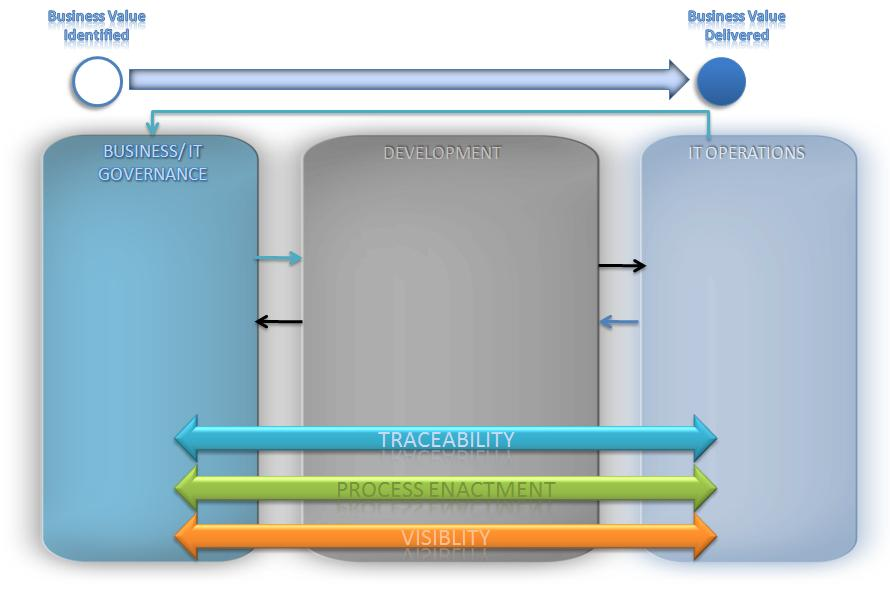 Business Value
Identified
Business Value
Delivered
BUSINESS/ IT
GOVERNANCE
DEVELOPMENT
IT OPERATIONS
TRACEABILITY
PROCESS ENACTMENT
VISIBLITY